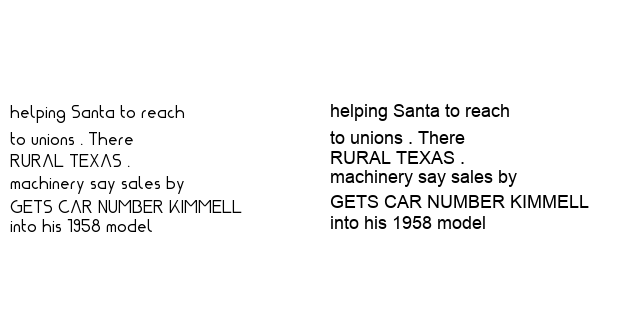 helping Santa to reach
to unions . There
RURAL TEXAS .
machinery say sales by
GETS CAR NUMBER KIMMELL
into his 1958 model
helping Santa to reach
to unions . There
RURAL TEXAS .
machinery say sales by
GETS CAR NUMBER KIMMELL
into his 1958 model